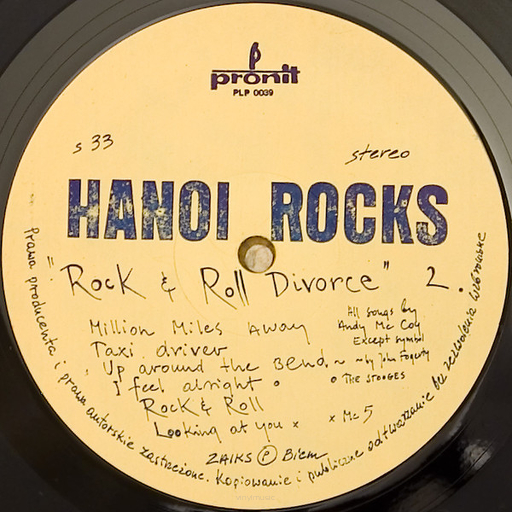 pronit
PLP 0039
s 33
stereo
HANOI ROCKS
"Rock & Roll Divorce" 2.
Million Miles Away
Taxi driver
Up around the Bend ~
I feel alright •
Rock & Roll
Looking at you ×
All songs by
Andy Mc Coy
Except symbol
~ by John Fogerty
• The STOOGES
× Mc 5
ZAIKS Ⓟ Biem
Prawa producenta i prawa autorskie zastrzeżone. Kopiowanie i publiczne odtwarzanie bez zezwolenia wzbronione